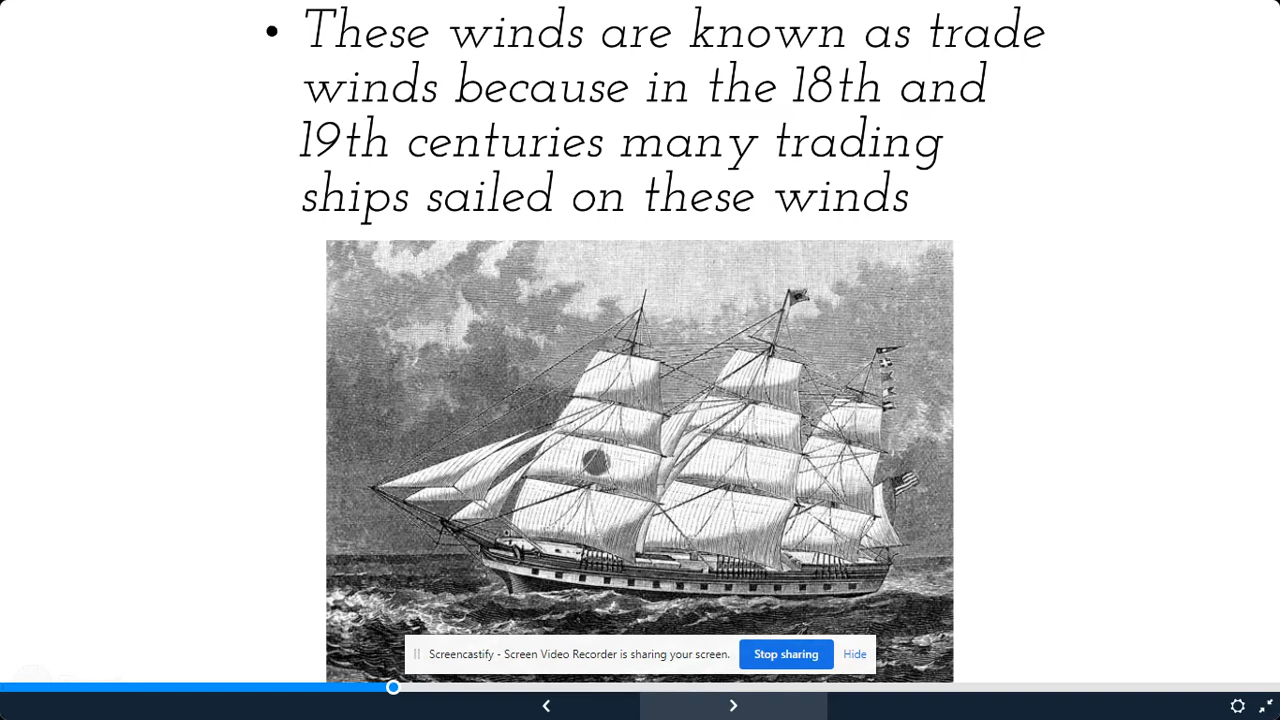 • These winds are known as trade
winds because in the 18th and
19th centuries many trading
ships sailed on these winds
Screencastify - Screen Video Recorder is sharing your screen. Stop sharing Hide